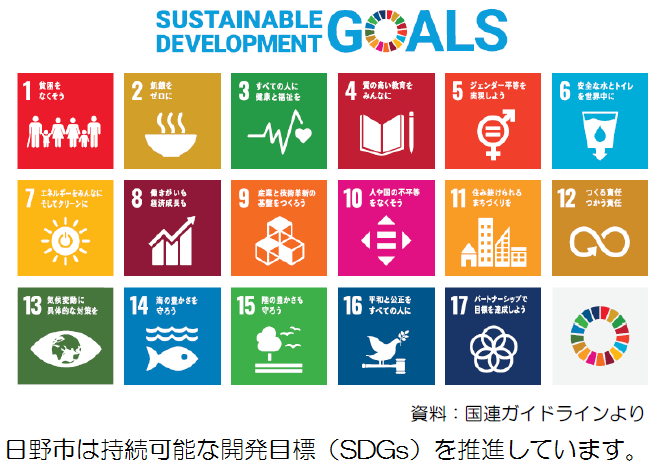 SUSTAINABLE
DEVELOPMENT
GOALS
1 貧困を
なくそう
2 飢餓を
ゼロに
3 すべての人に
健康と福祉を
4 質の高い教育を
みんなに
5 ジェンダー平等を
実現しよう
6 安全な水とトイレ
を世界中に
7 エネルギーをみんなに
そしてクリーンに
8 働きがいも
経済成長も
9 産業と技術革新の
基盤をつくろう
10 人や国の不平等
をなくそう
11 住み続けられる
まちづくりを
12 つくる責任
つかう責任
13 気候変動に
具体的な対策を
14 海の豊かさを
守ろう
15 陸の豊かさも
守ろう
16 平和と公正を
すべての人に
17 パートナーシップで
目標を達成しよう
資料：国連ガイドラインより
日野市は持続可能な開発目標（SDGs）を推進しています。